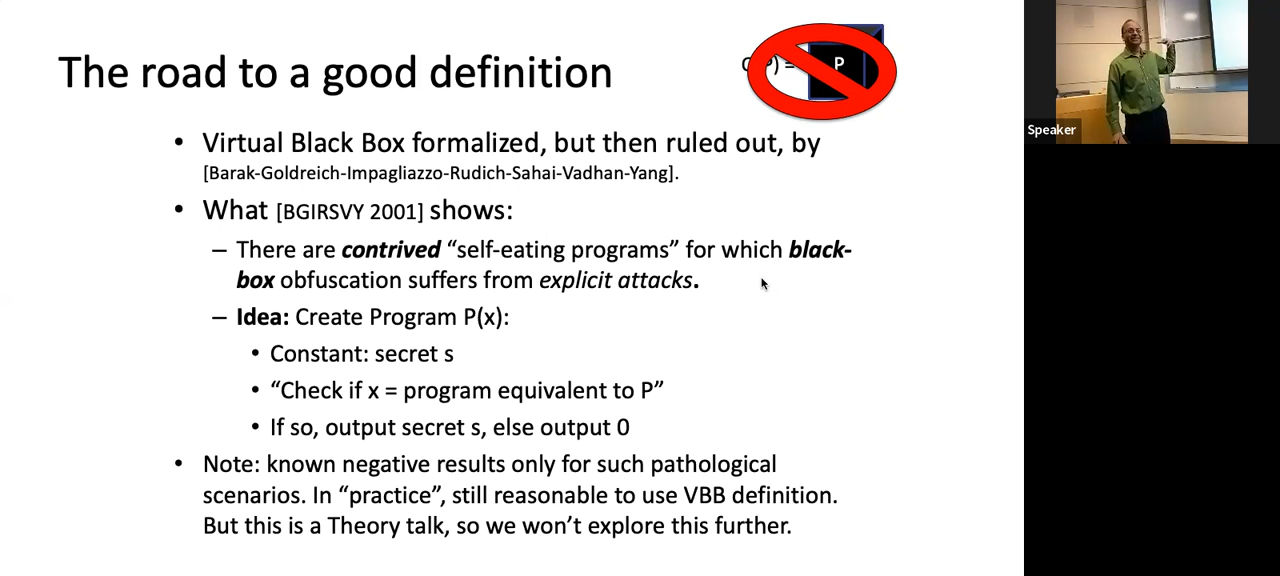 The road to a good definition
P
• Virtual Black Box formalized, but then ruled out, by
[Barak-Goldreich-Impagliazzo-Rudich-Sahai-Vadhan-Yang].
• What [BGIRSVY 2001] shows:
– There are contrived “self-eating programs” for which black-
box obfuscation suffers from explicit attacks.
– Idea: Create Program P(x):
• Constant: secret s
• “Check if x = program equivalent to P”
• If so, output secret s, else output 0
• Note: known negative results only for such pathological
scenarios. In “practice”, still reasonable to use VBB definition.
But this is a Theory talk, so we won’t explore this further.
Speaker